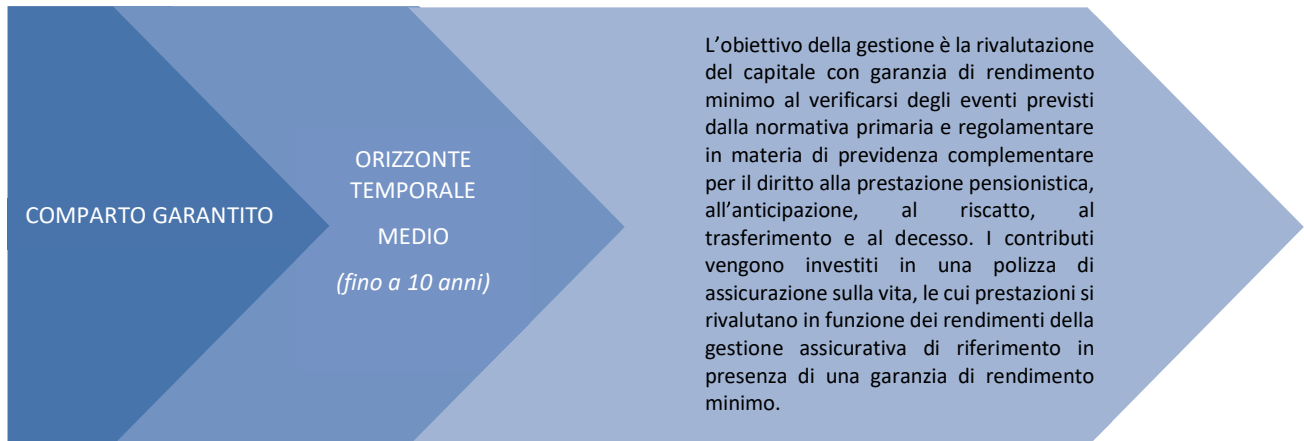 COMPARTO GARANTITO
ORIZZONTE
TEMPORALE
MEDIO
(fino a 10 anni)
L’obiettivo della gestione è la rivalutazione
del capitale con garanzia di rendimento
minimo al verificarsi degli eventi previsti
dalla normativa primaria e regolamentare
in materia di previdenza complementare
per il diritto alla prestazione pensionistica,
all’anticipazione, al riscatto, al
trasferimento e al decesso. I contributi
vengono investiti in una polizza di
assicurazione sulla vita, le cui prestazioni si
rivalutano in funzione dei rendimenti della
gestione assicurativa di riferimento in
presenza di una garanzia di rendimento
minimo.